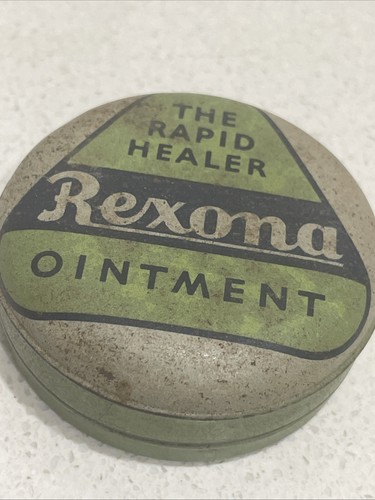 THE
RAPID
HEALER
Rexona
OINTMENT